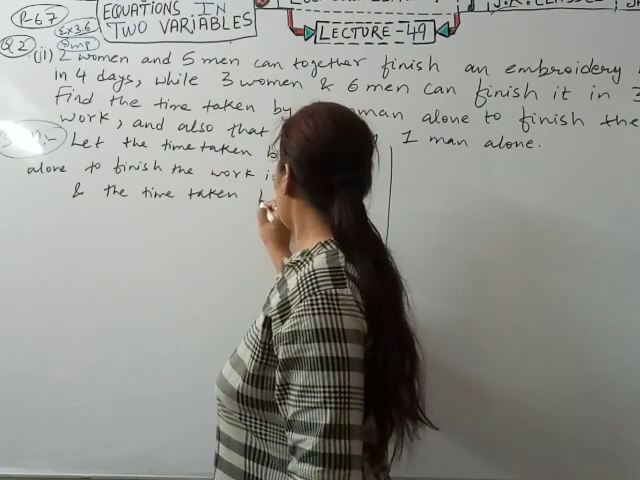 P-67
EQUATIONS IN
TWO VARIABLES
LECTURE-49
Ex 3.6
Q2 Imp
(ii) 2 women and 5 men can together finish an embroidery
in 4 days, while 3 women & 6 men can finish it in 3
Find the time taken by woman alone to finish the
work, and also that 1 man alone.
Let the time taken
alone to finish the work
& the time taken